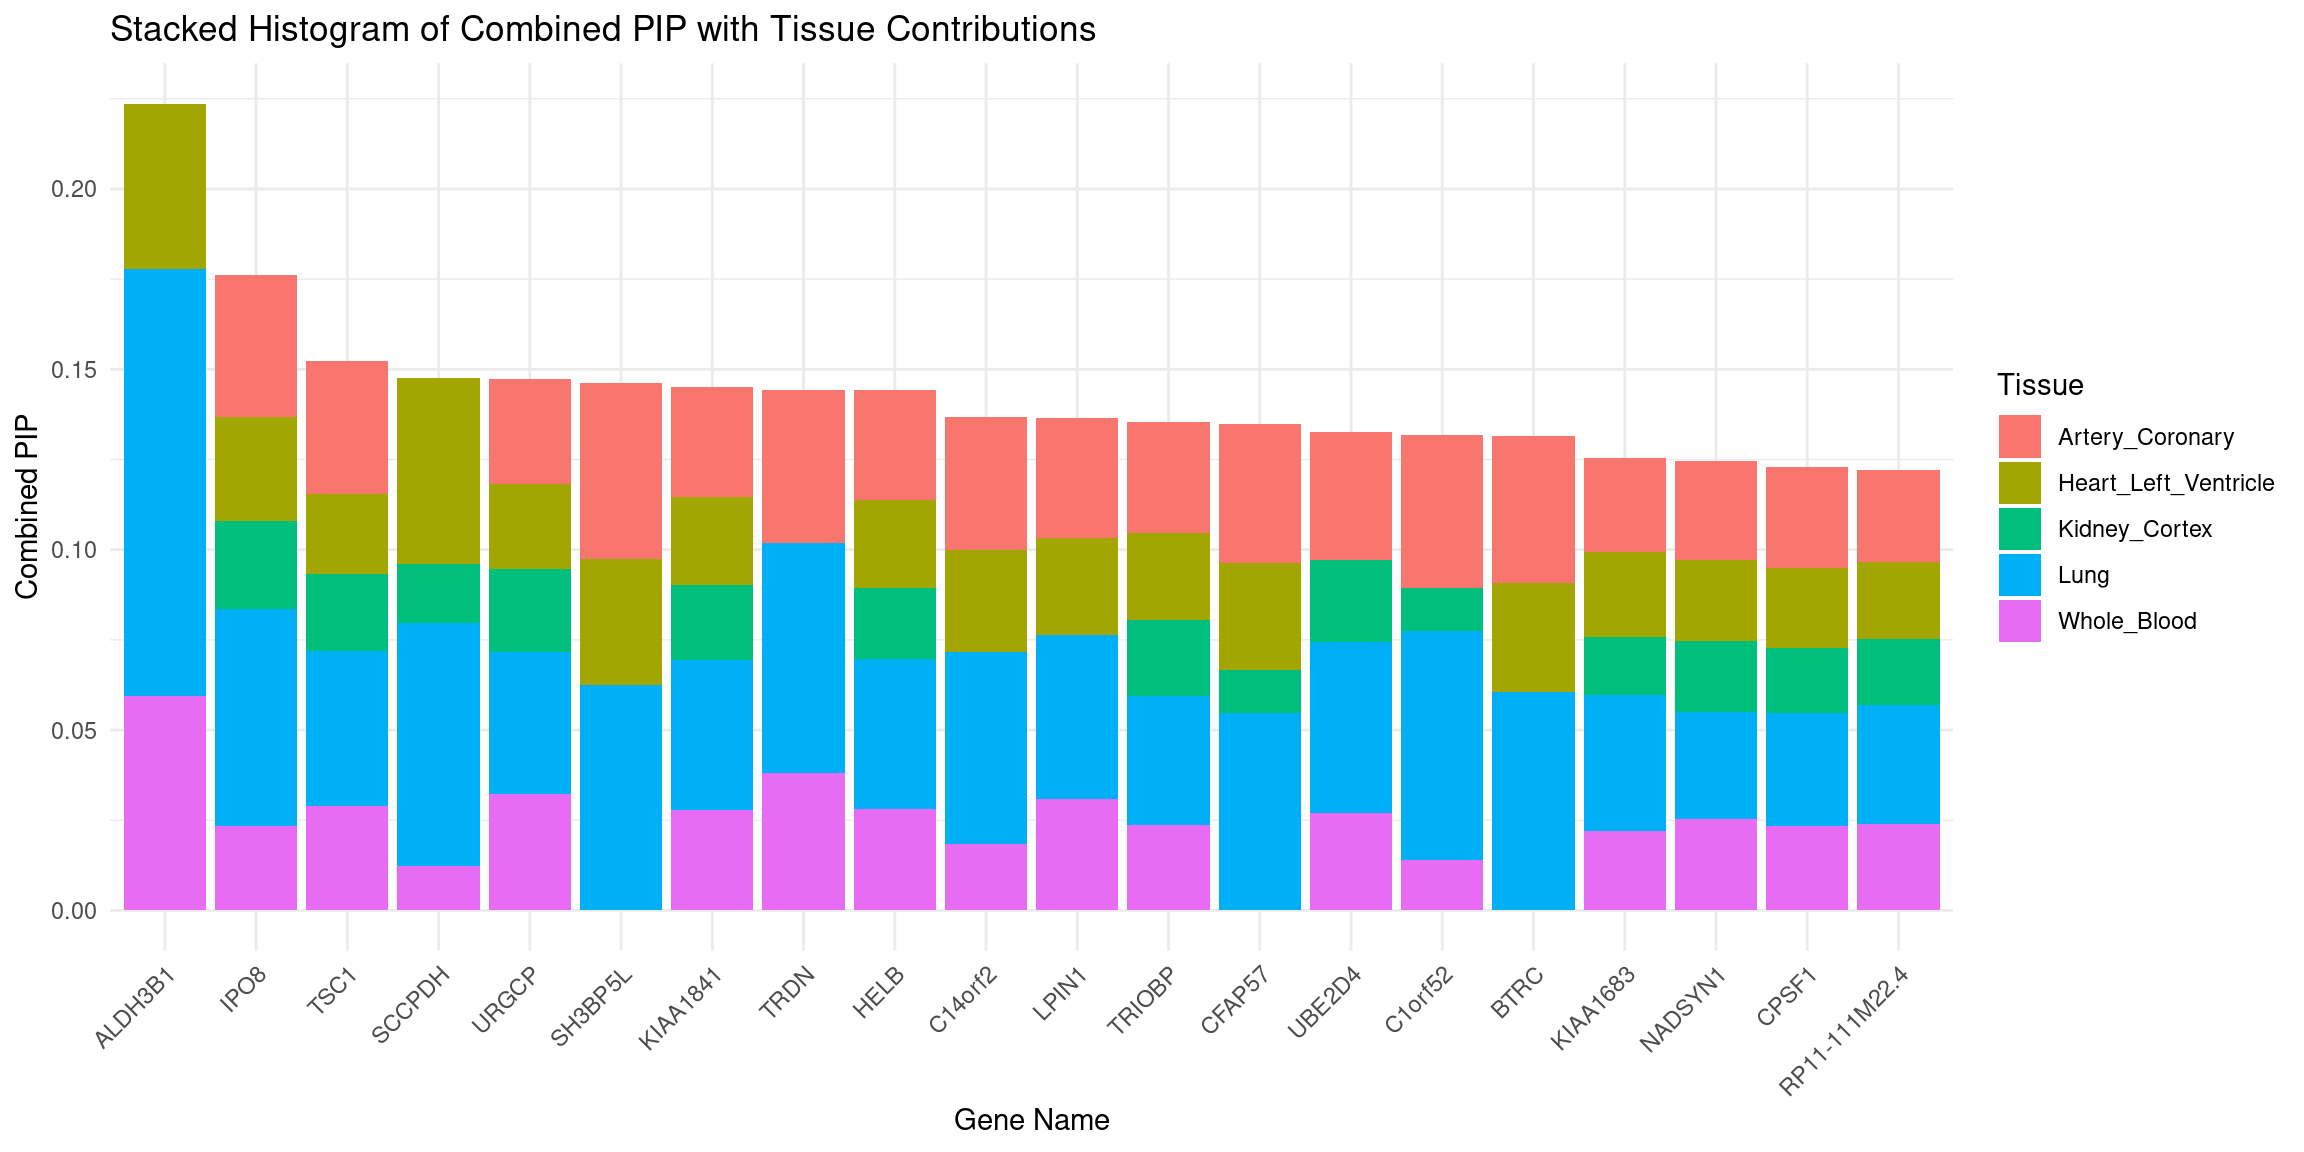 Stacked Histogram of Combined PIP with Tissue Contributions
Combined PIP
0.20
0.15
0.10
0.05
0.00
ALDH3B1
IPO8
TSC1
SCCPDH
URGCP
SH3BP5L
KIAA1841
TRDN
HELB
C14orf2
LPIN1
TRIOBP
CFAP57
UBE2D4
C1orf52
BTRC
KIAA1683
NADSYN1
CPSF1
RP11-111M22.4
Gene Name
Tissue
Artery_Coronary
Heart_Left_Ventricle
Kidney_Cortex
Lung
Whole_Blood